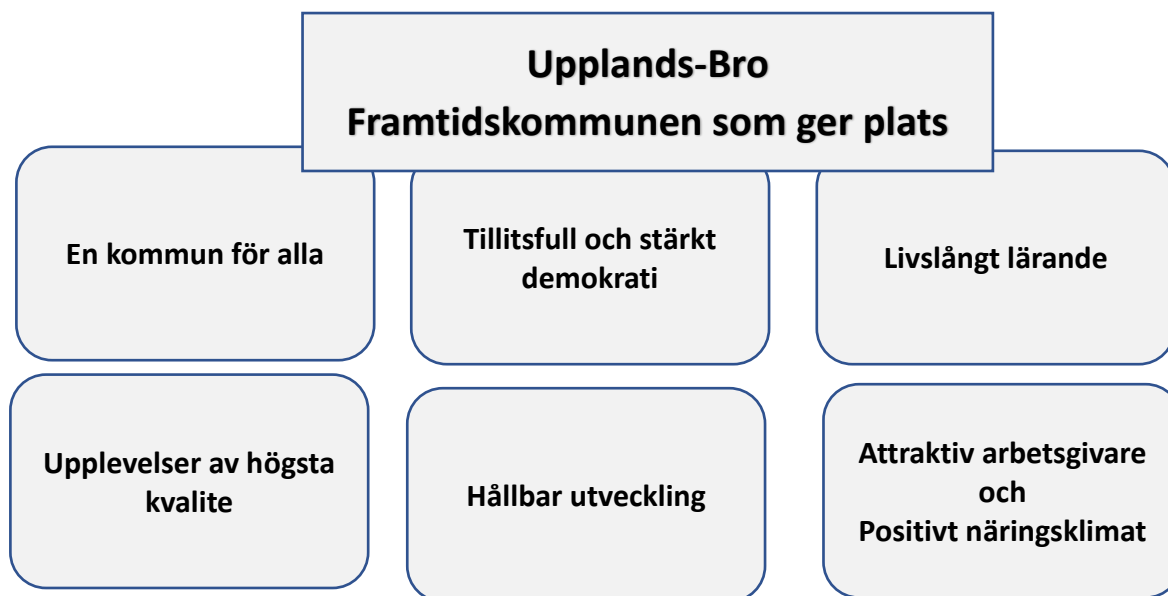 Upplands-Bro
Framtidskommunen som ger plats
En kommun för alla
Tillitsfull och stärkt
demokrati
Livslångt lärande
Upplevelser av högsta
kvalite
Hållbar utveckling
Attraktiv arbetsgivare
och
Positivt näringsklimat